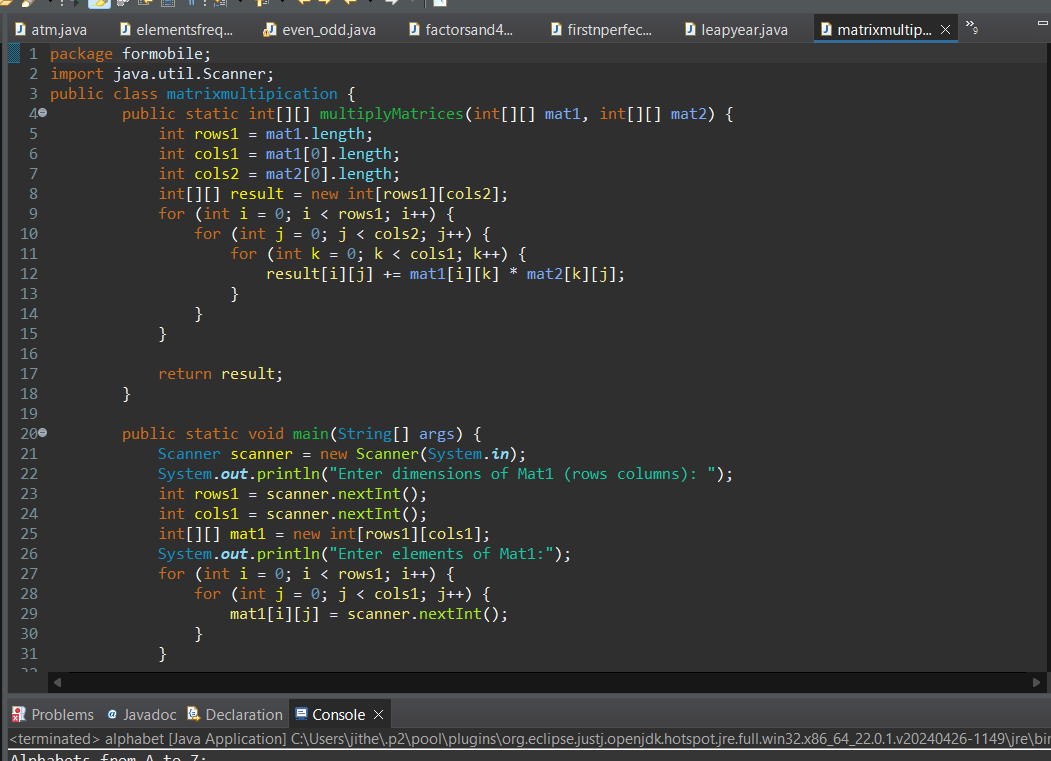 atm.java elementsfreq... even_odd.java factorsand4... firstnperfec... leapyear.java matrixmultip... »9
1 package formobile;
2 import java.util.Scanner;
3 public class matrixmultipication {
4 public static int[][] multiplyMatrices(int[][] mat1, int[][] mat2) {
5 int rows1 = mat1.length;
6 int cols1 = mat1[0].length;
7 int cols2 = mat2[0].length;
8 int[][] result = new int[rows1][cols2];
9 for (int i = 0; i < rows1; i++) {
10 for (int j = 0; j < cols2; j++) {
11 for (int k = 0; k < cols1; k++) {
12 result[i][j] += mat1[i][k] * mat2[k][j];
13 }
14 }
15 }
16
17 return result;
18 }
19
20 public static void main(String[] args) {
21 Scanner scanner = new Scanner(System.in);
22 System.out.println("Enter dimensions of Mat1 (rows columns): ");
23 int rows1 = scanner.nextInt();
24 int cols1 = scanner.nextInt();
25 int[][] mat1 = new int[rows1][cols1];
26 System.out.println("Enter elements of Mat1:");
27 for (int i = 0; i < rows1; i++) {
28 for (int j = 0; j < cols1; j++) {
29 mat1[i][j] = scanner.nextInt();
30 }
31 }
Problems Javadoc Declaration Console
<terminated> alphabet [Java Application] C:\Users\jithe\.p2\pool\plugins\org.eclipse.justj.openjdk.hotspot.jre.full.win32.x86_64_22.0.1.v20240426-1149\jre\bin
Alphabets from A to Z: